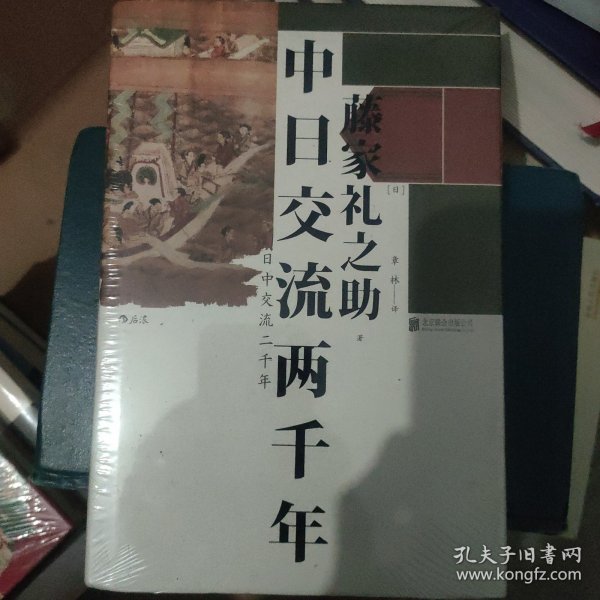 中日交流两千年
日中交流二千年
[日]
藤家礼之助
著
章林——译
后浪
北京联合出版公司
孔夫子旧书网
www.kongfz.com